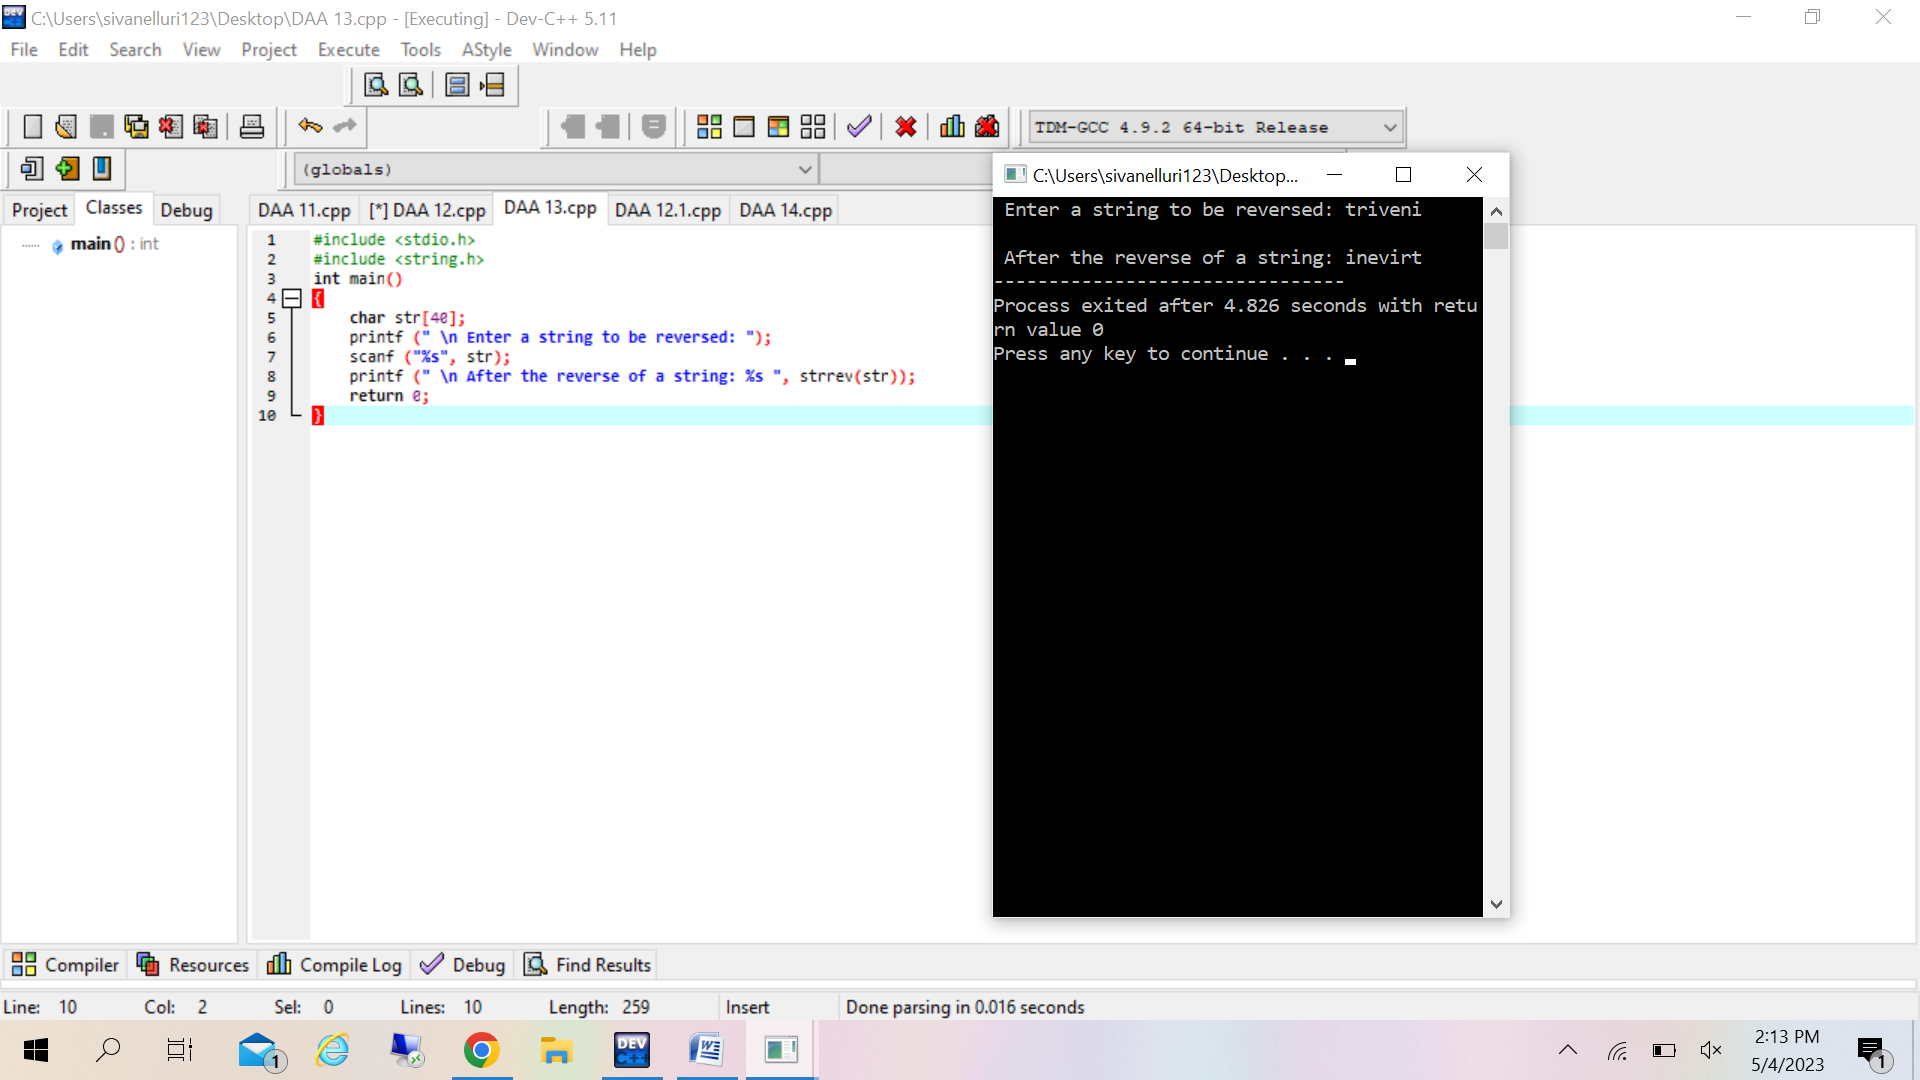 C:\Users\sivanelluri123\Desktop\DAA 13.cpp - [Executing] - Dev-C++ 5.11
File Edit Search View Project Execute Tools AStyle Window Help
TDM-GCC 4.9.2 64-bit Release
(globals)
Project Classes Debug
DAA 11.cpp [*] DAA 12.cpp DAA 13.cpp DAA 12.1.cpp DAA 14.cpp
main () : int
1 #include <stdio.h>
2 #include <string.h>
3 int main()
4 {
5 char str[40];
6 printf (" \n Enter a string to be reversed: ");
7 scanf ("%s", str);
8 printf (" \n After the reverse of a string: %s ", strrev(str));
9 return 0;
10 }
C:\Users\sivanelluri123\Desktop...
Enter a string to be reversed: triveni
After the reverse of a string: inevirt
--------------------------------
Process exited after 4.826 seconds with retu
rn value 0
Press any key to continue . . .
Compiler Resources Compile Log Debug Find Results
Line: 10 Col: 2 Sel: 0 Lines: 10 Length: 259 Insert Done parsing in 0.016 seconds
1
DEV
C++
2:13 PM
5/4/2023
1